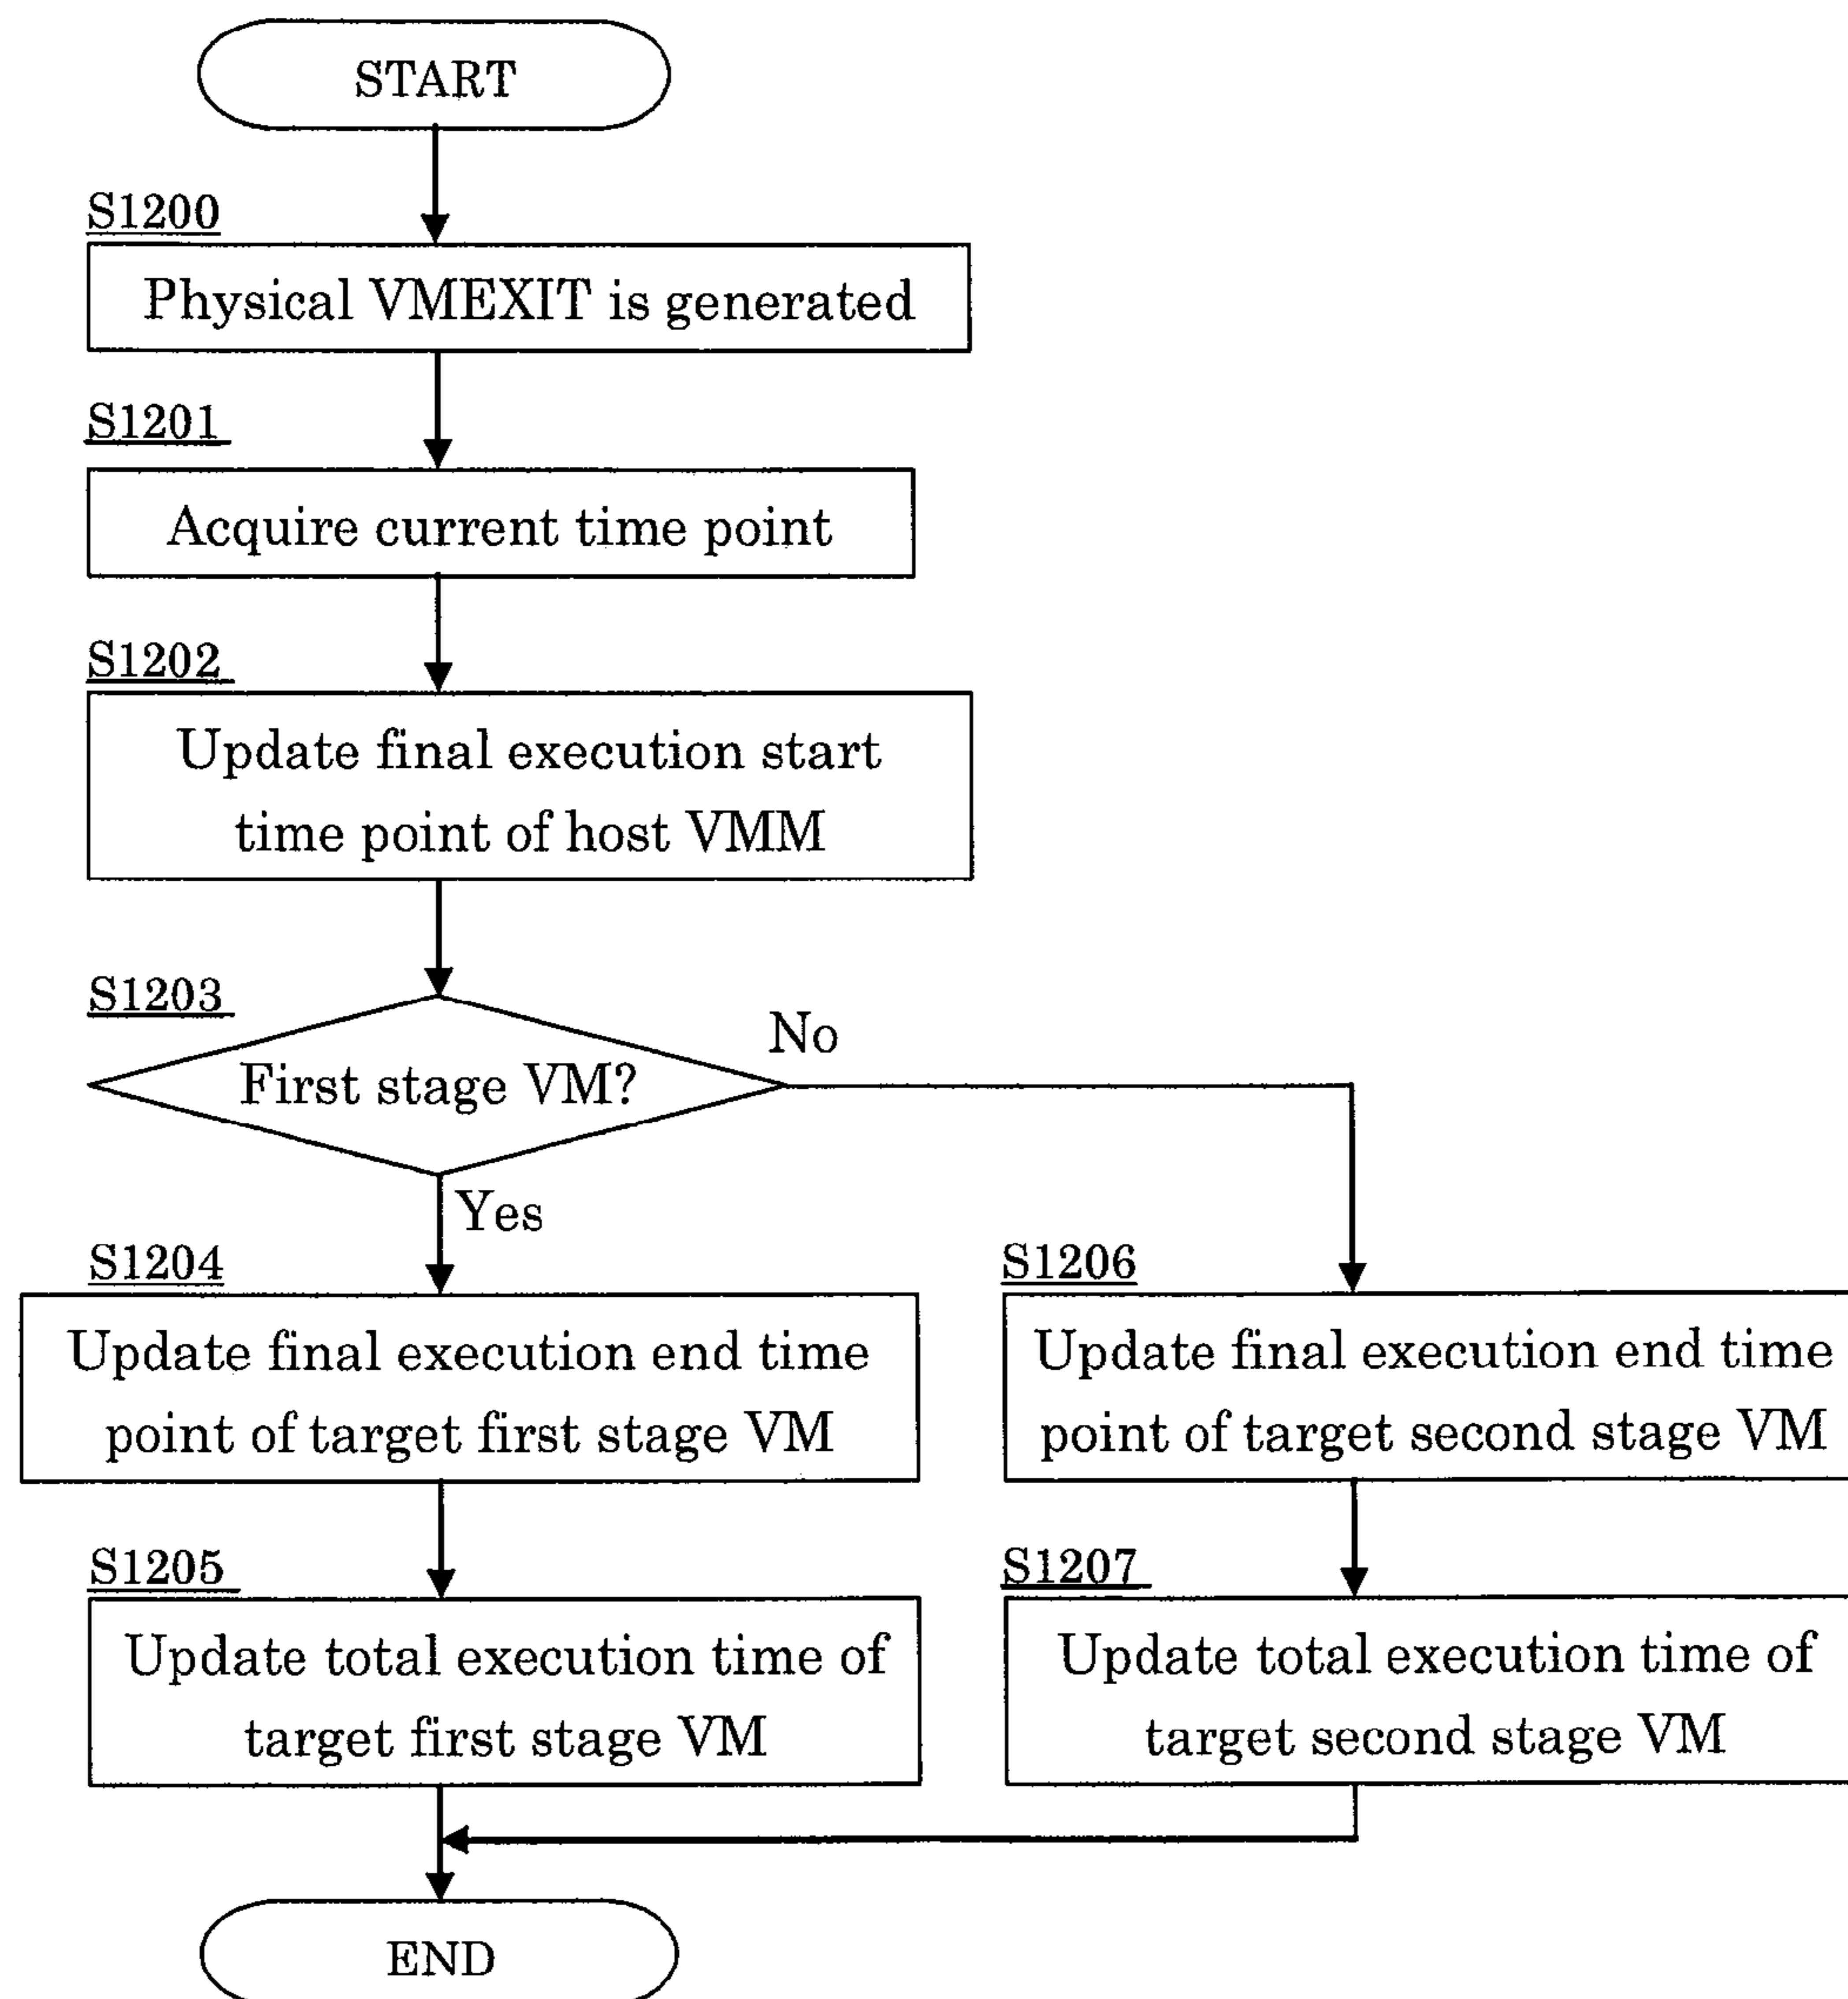 START
S1200
Physical VMEXIT is generated
S1201
Acquire current time point
S1202
Update final execution start
time point of host VMM
S1203
First stage VM?
No
Yes
S1204
Update final execution end time
point of target first stage VM
S1205
Update total execution time of
target first stage VM
S1206
Update final execution end time
point of target second stage VM
S1207
Update total execution time of
target second stage VM
END